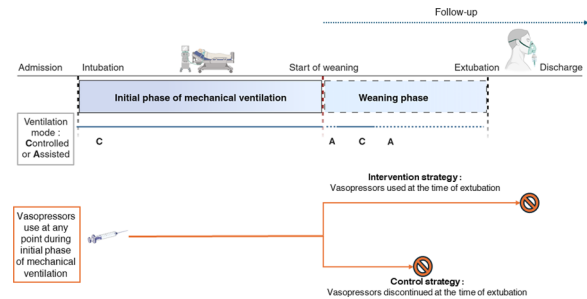 Follow-up
Admission
Intubation
Start of weaning
Extubation
Discharge
Initial phase of mechanical ventilation
Weaning phase
Ventilation
mode :
Controlled
or Assisted
C
A
C
A
Intervention strategy :
Vasopressors used at the time of extubation
Vasopressors
use at any
point during
initial phase
of mechanical
ventilation
Control strategy :
Vasopressors discontinued at the time of extubation